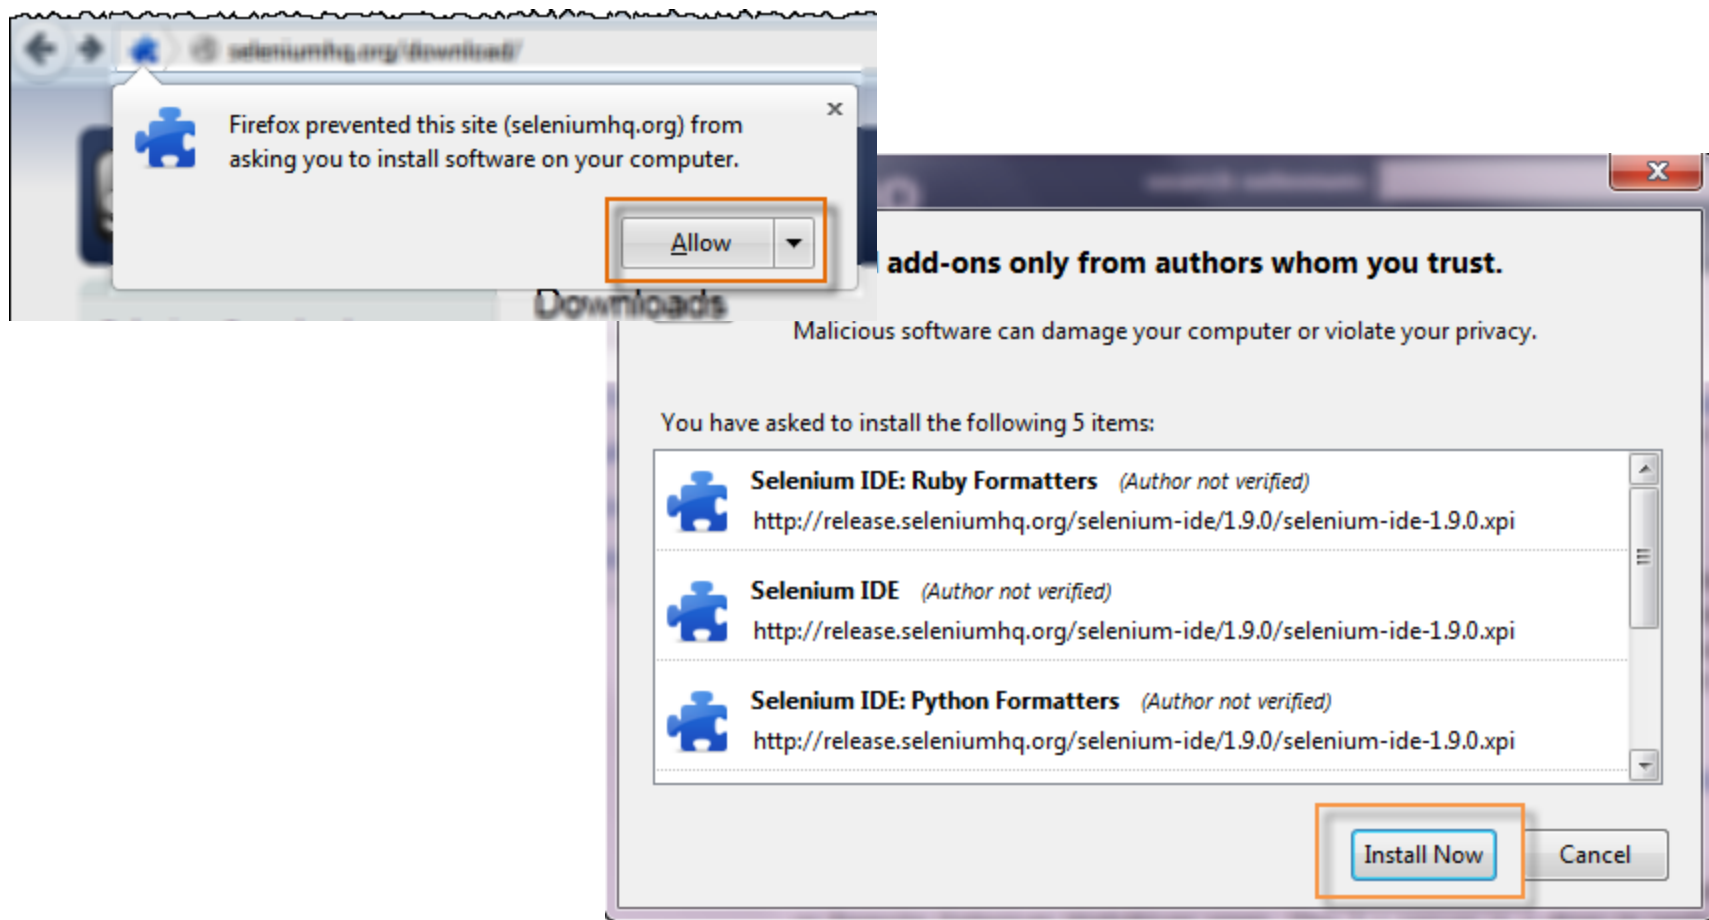 seleniumhq.org/download/
Firefox prevented this site (seleniumhq.org) from
asking you to install software on your computer.
Allow
Downloads
search selenium:
add-ons only from authors whom you trust.
Malicious software can damage your computer or violate your privacy.
You have asked to install the following 5 items:
Selenium IDE: Ruby Formatters (Author not verified)
http://release.seleniumhq.org/selenium-ide/1.9.0/selenium-ide-1.9.0.xpi
Selenium IDE (Author not verified)
http://release.seleniumhq.org/selenium-ide/1.9.0/selenium-ide-1.9.0.xpi
Selenium IDE: Python Formatters (Author not verified)
http://release.seleniumhq.org/selenium-ide/1.9.0/selenium-ide-1.9.0.xpi
Install Now
Cancel